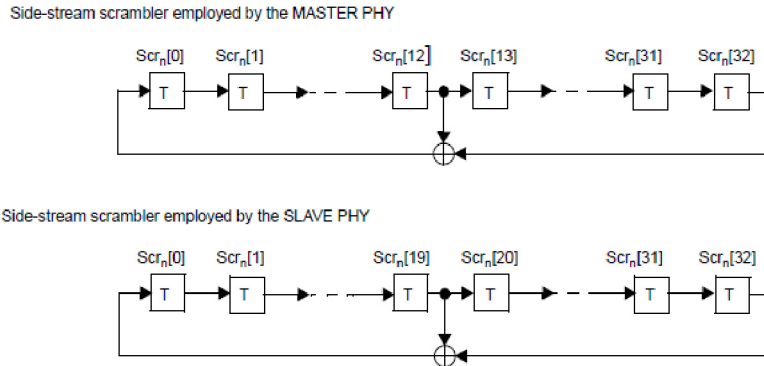 Side-stream scrambler employed by the MASTER PHY
Scrn[0] Scrn[1] Scrn[12] Scrn[13] Scrn[31] Scrn[32]
T T T T T T
Side-stream scrambler employed by the SLAVE PHY
Scrn[0] Scrn[1] Scrn[19] Scrn[20] Scrn[31] Scrn[32]
T T T T T T